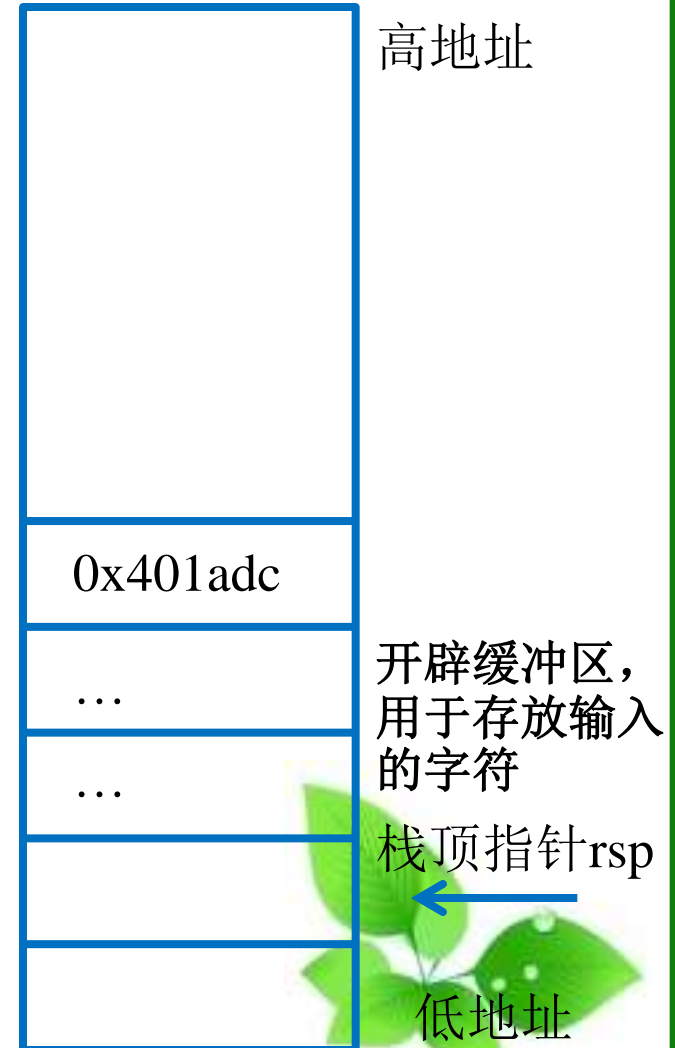 高地址
0x401adc
…
开辟缓冲区，
用于存放输入
的字符
…
栈顶指针rsp
低地址